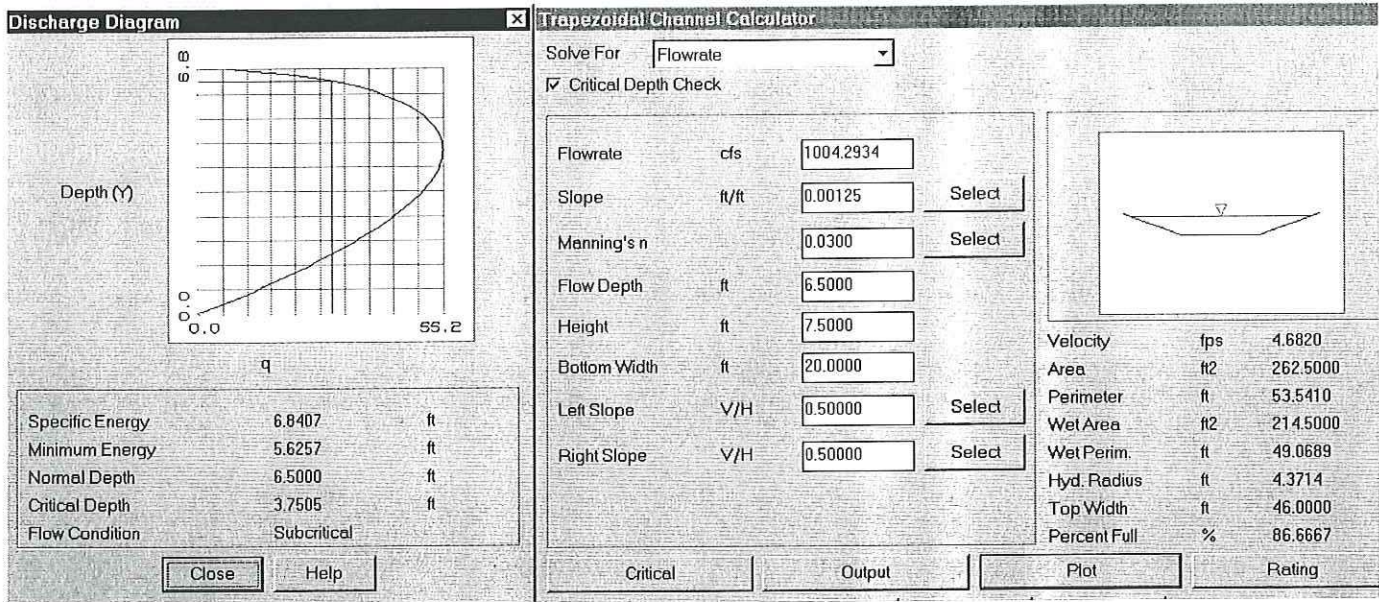 Discharge Diagram
6.8
Depth (Y)
0.0
0.0 55.2
q
Specific Energy 6.8407 ft
Minimum Energy 5.6257 ft
Normal Depth 6.5000 ft
Critical Depth 3.7505 ft
Flow Condition Subcritical
Close Help
Trapezoidal Channel Calculator
Solve For Flowrate
Critical Depth Check
Flowrate cfs 1004.2934
Slope ft/ft 0.00125 Select
Manning's n 0.0300 Select
Flow Depth ft 6.5000
Height ft 7.5000
Bottom Width ft 20.0000
Left Slope V/H 0.50000 Select
Right Slope V/H 0.50000 Select
Velocity fps 4.6820
Area ft2 262.5000
Perimeter ft 53.5410
Wet Area ft2 214.5000
Wet Perim. ft 49.0689
Hyd. Radius ft 4.3714
Top Width ft 46.0000
Percent Full % 86.6667
Critical Output Plot Rating